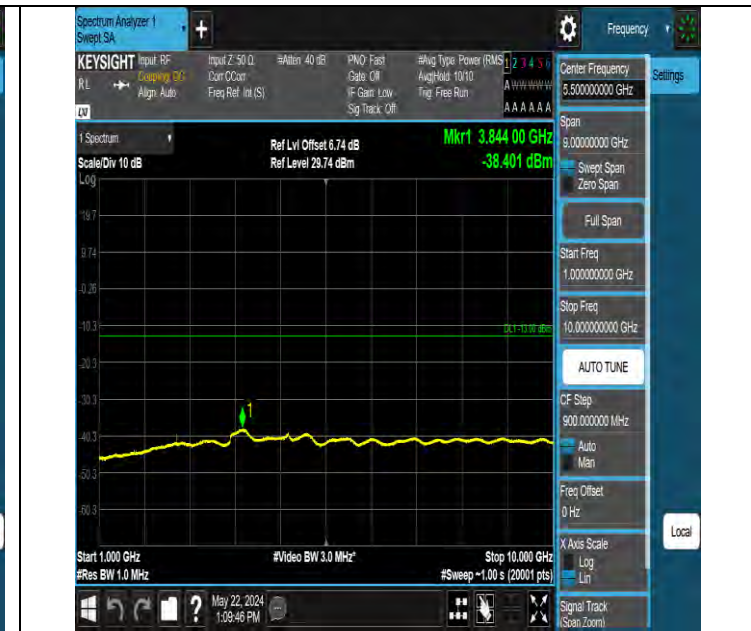 Spectrum Analyzer 1
Swept SA
+
Frequency
KEYSIGHT
Input: RF
Input Z: 50 Ω
#Atten: 40 dB
PNO: Fast
#Avg Type: Power (RMS
1 2 3 4 5 6
RL
Coupling: DC
Corr CCorr
Gate: Off
Avg|Hold: 10/10
A W W W W W
Align: Auto
Freq Ref: Int (S)
IF Gain: Low
Trig: Free Run
Sig Track: Off
A A A A A A
Center Frequency
5.500000000 GHz
Settings
1 Spectrum
Ref Lvl Offset 6.74 dB
Mkr1 3.844 00 GHz
Scale/Div 10 dB
Ref Level 29.74 dBm
-38.401 dBm
Log
Span
9.00000000 GHz
Swept Span
Zero Span
Full Span
19.7
9.74
-0.26
-10.3
DL1 -13.00 dBm
-20.3
-30.3
1
-40.3
-50.3
-60.3
Start Freq
1.000000000 GHz
Stop Freq
10.000000000 GHz
AUTO TUNE
CF Step
900.000000 MHz
Auto
Man
Freq Offset
0 Hz
X Axis Scale
Log
Lin
Local
Start 1.000 GHz
#Video BW 3.0 MHz*
Stop 10.000 GHz
#Res BW 1.0 MHz
#Sweep ~1.00 s (20001 pts)
Signal Track
(Span Zoom)
?
May 22, 2024
1:09:46 PM